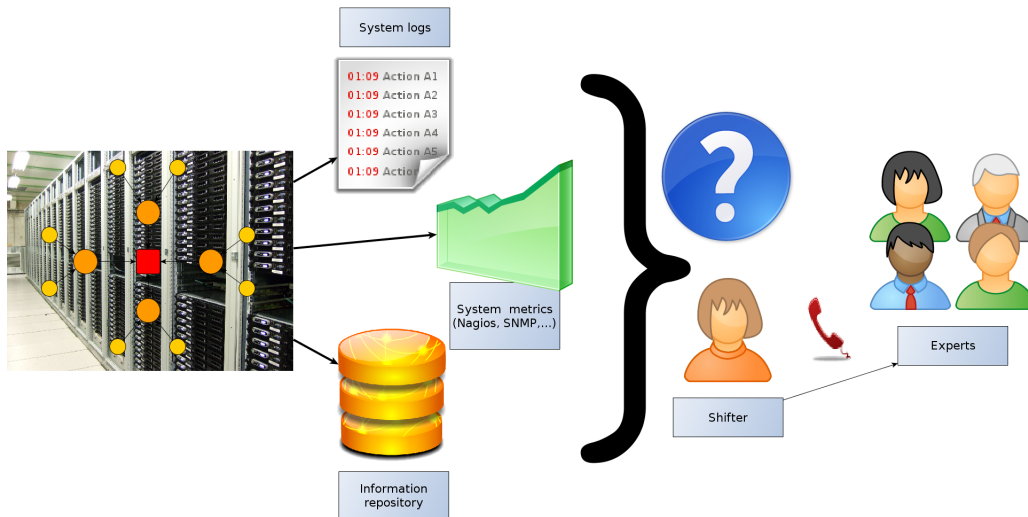 System logs
01:09 Action A1
01:09 Action A2
01:09 Action A3
01:09 Action A4
01:09 Action A5
01:09 Action
System metrics
(Nagios, SNMP,...)
Information
repository
?
Shifter
Experts